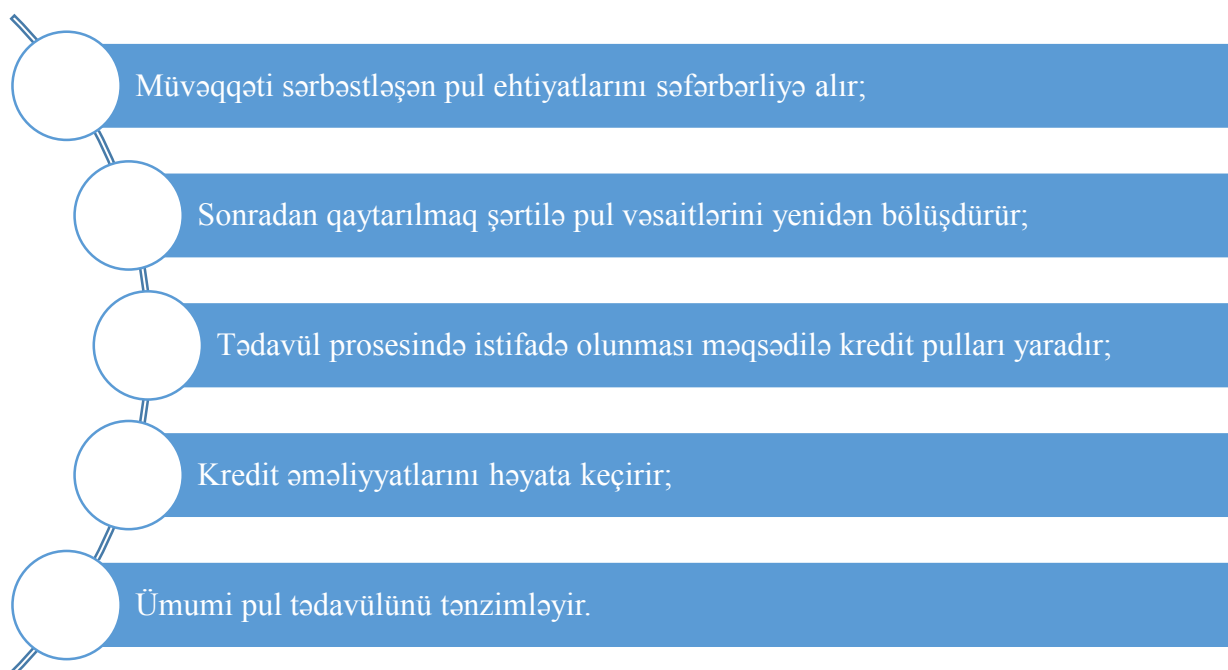 Müvəqqəti sərbəstləşən pul ehtiyatlarını səfərbərliyə alır;
Sonradan qaytarılmaq şərtilə pul vəsaitlərini yenidən bölüşdürür;
Tədavül prosesində istifadə olunması məqsədilə kredit pulları yaradır;
Kredit əməliyyatlarını həyata keçirir;
Ümumi pul tədavülünü tənzimləyir.